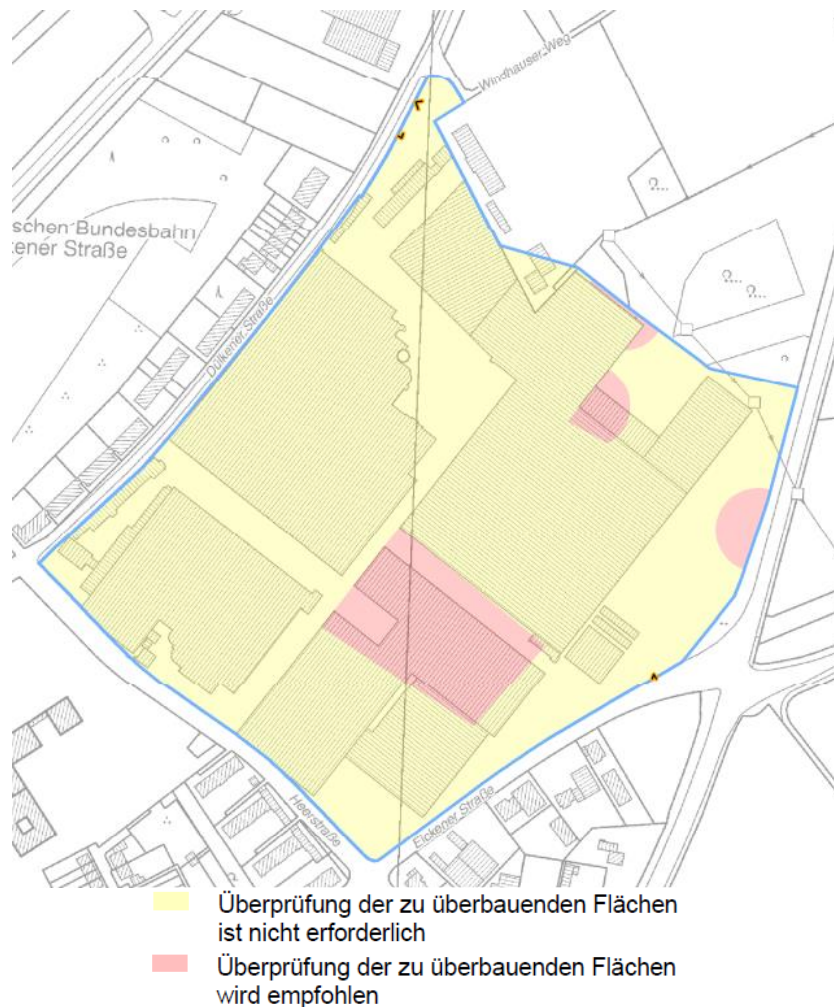 Windhauser-Weg
schen Bundesbahn
kener Straße
Dülkener Straße
Heerstraße
Eickener Straße
Überprüfung der zu überbauenden Flächen
ist nicht erforderlich
Überprüfung der zu überbauenden Flächen
wird empfohlen